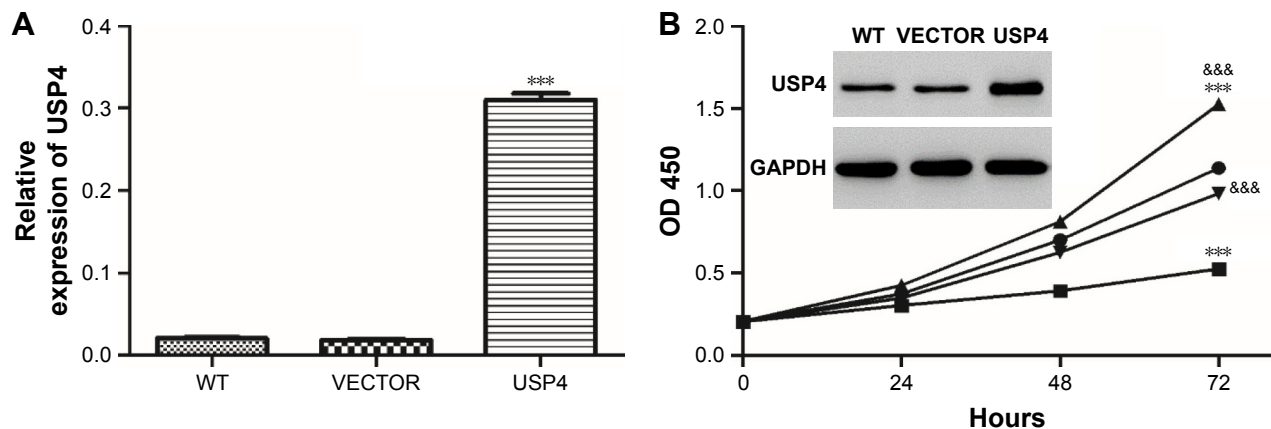 A
Relative
expression of USP4
0.4
0.3
0.2
0.1
0.0
***
WT
VECTOR
USP4
B
OD 450
2.0
1.5
1.0
0.5
0.0
WT VECTOR USP4
USP4
GAPDH
&&&
***
&&&
***
0
24
48
72
Hours